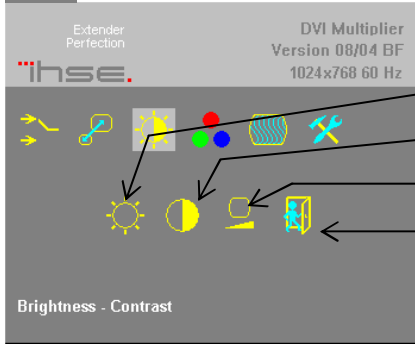 Extender
Perfection
ihse.
DVI Multiplier
Version 08/04 BF
1024x768 60 Hz
Brightness - Contrast